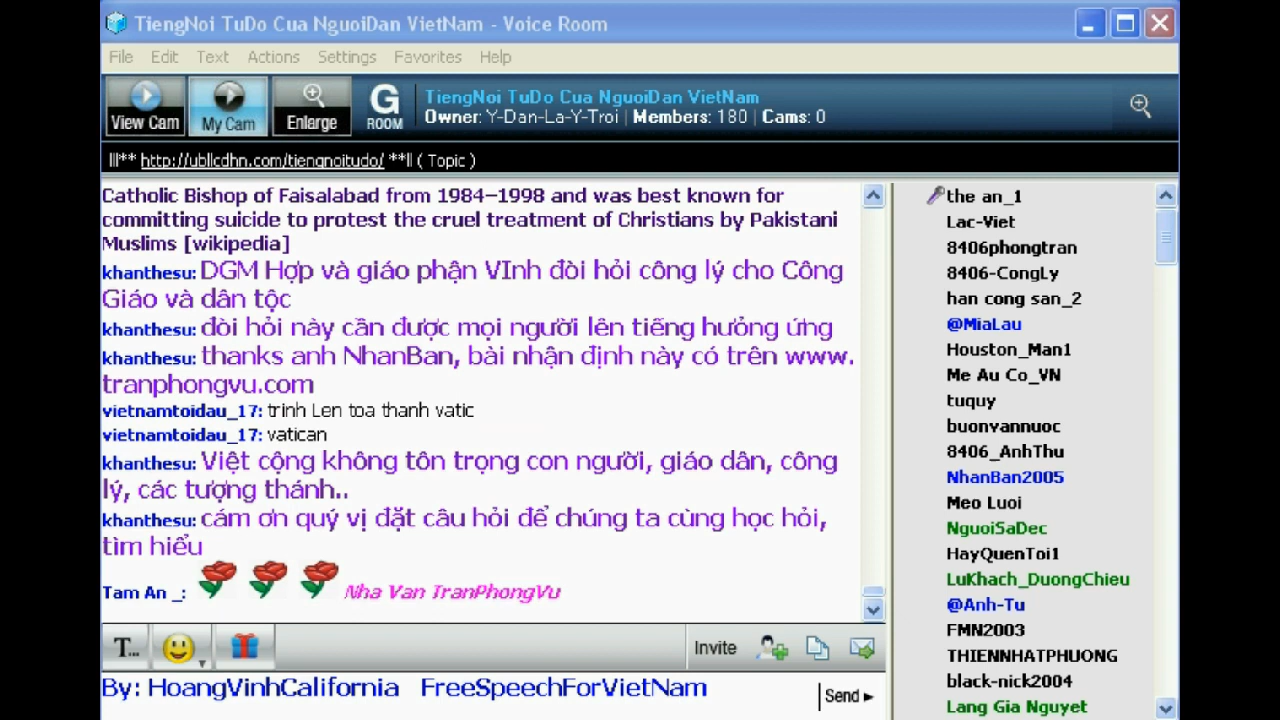 TiengNoi TuDo Cua NguoiDan VietNam - Voice Room
File Edit Text Actions Settings Favorites Help
View Cam My Cam Enlarge G ROOM
TiengNoi TuDo Cua NguoiDan VietNam
Owner: Y-Dan-La-Y-Troi | Members: 180 | Cams: 0
lll** http://ubllcdhn.com/tiengnoitudo/ **ll ( Topic )
Catholic Bishop of Faisalabad from 1984–1998 and was best known for
committing suicide to protest the cruel treatment of Christians by Pakistani
Muslims [wikipedia]
khanthesu: DGM Hợp và giáo phận VInh đòi hỏi công lý cho Công
Giáo và dân tộc
khanthesu: đòi hỏi này cần được mọi người lên tiếng hưởng ứng
khanthesu: thanks anh NhanBan, bài nhận định này có trên www.
tranphongvu.com
vietnamtoidau_17: trinh Len toa thanh vatic
vietnamtoidau_17: vatican
khanthesu: Việt cộng không tôn trọng con người, giáo dân, công
lý, các tượng thánh..
khanthesu: cám ơn quý vị đặt câu hỏi để chúng ta cùng học hỏi,
tìm hiểu
Tam An _: Nha Van TranPhongVu
T... Invite
By: HoangVinhCalifornia FreeSpeechForVietNam
Send
the an_1
Lac-Viet
8406phongtran
8406-CongLy
han cong san_2
@MiaLau
Houston_Man1
Me Au Co_VN
tuquy
buonvannuoc
8406_AnhThu
NhanBan2005
Meo Luoi
NguoiSaDec
HayQuenToi1
LuKhach_DuongChieu
@Anh-Tu
FMN2003
THIENNHATPHUONG
black-nick2004
Lang Gia Nguyet